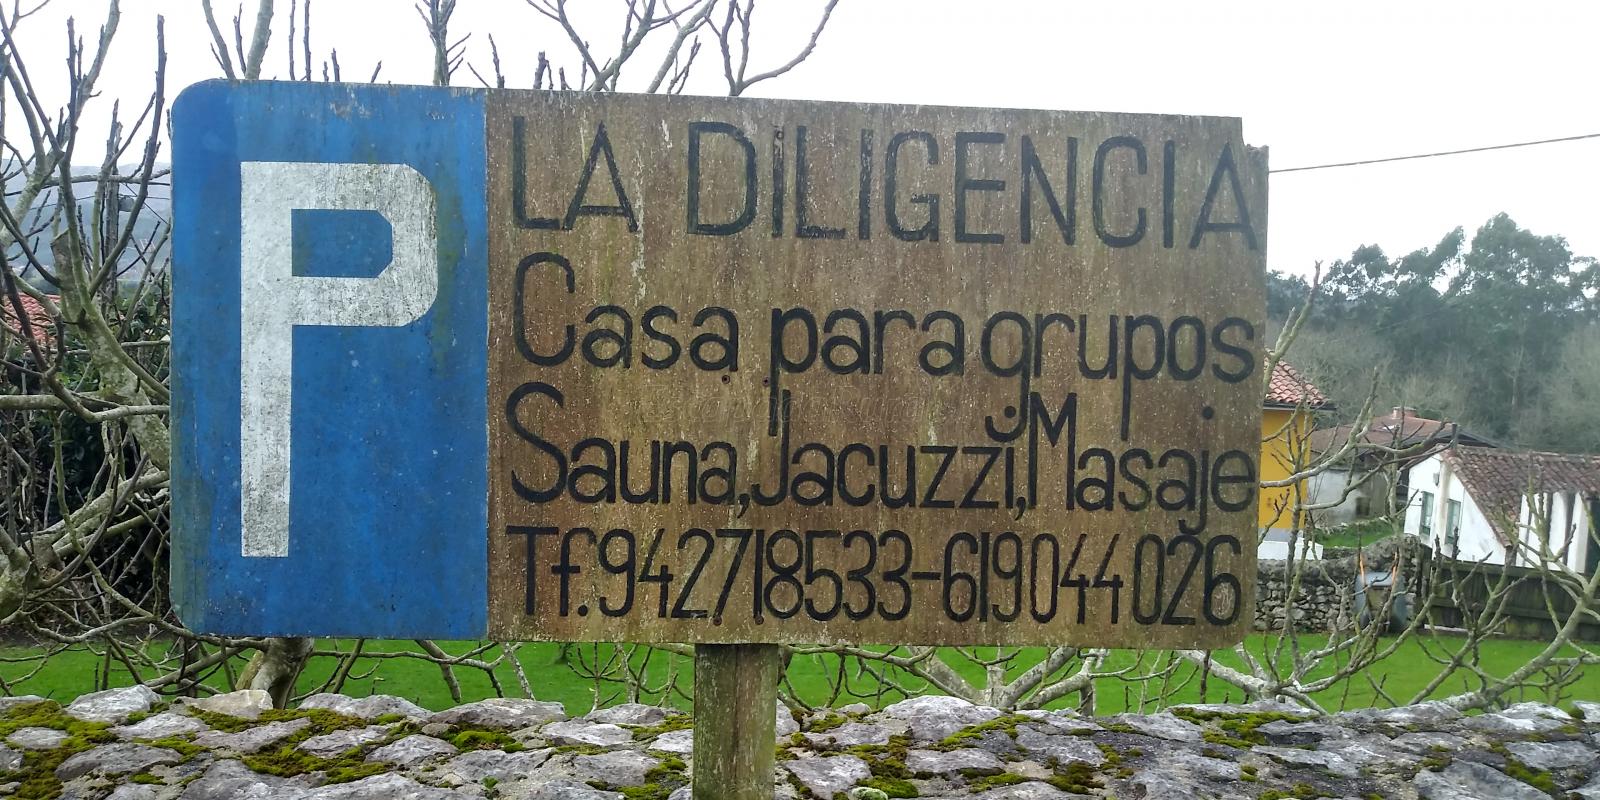 P
LA DiLIGENCIA
Casa para grupos
Sauna, Jacuzzi, Masaje
Tf. 942718533-619044026